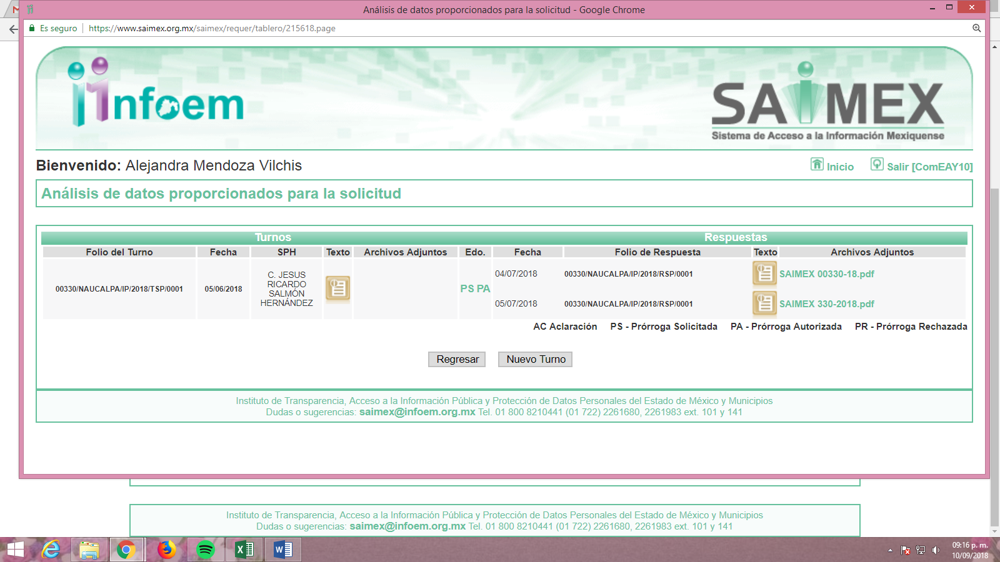 Análisis de datos proporcionados para la solicitud - Google Chrome
Es seguro | https://www.saimex.org.mx/saimex/requer/tablero/215618.page
infoem
SAIMEX
Sistema de Acceso a la Información Mexiquense
Bienvenido: Alejandra Mendoza Vilchis
Inicio Salir [ComEAY10]
Análisis de datos proporcionados para la solicitud
Turnos Respuestas
Folio del Turno Fecha SPH Texto Archivos Adjuntos Edo. Fecha Folio de Respuesta Texto Archivos Adjuntos
00330/NAUCALPA/IP/2018/TSP/0001 05/06/2018
C. JESUS
RICARDO
SALMÓN
HERNÁNDEZ
PS PA
04/07/2018 00330/NAUCALPA/IP/2018/RSP/0001 SAIMEX 00330-18.pdf
05/07/2018 00330/NAUCALPA/IP/2018/RSP/0001 SAIMEX 330-2018.pdf
AC Aclaración PS - Prórroga Solicitada PA - Prórroga Autorizada PR - Prórroga Rechazada
Regresar Nuevo Turno
Instituto de Transparencia, Acceso a la Información Pública y Protección de Datos Personales del Estado de México y Municipios
Dudas o sugerencias: saimex@infoem.org.mx Tel. 01 800 8210441 (01 722) 2261680, 2261983 ext. 101 y 141
Instituto de Transparencia, Acceso a la Información Pública y Protección de Datos Personales del Estado de México y Municipios
Dudas o sugerencias: saimex@infoem.org.mx Tel. 01 800 8210441 (01 722) 2261680, 2261983 ext. 101 y 141
09:16 p. m.
10/09/2018